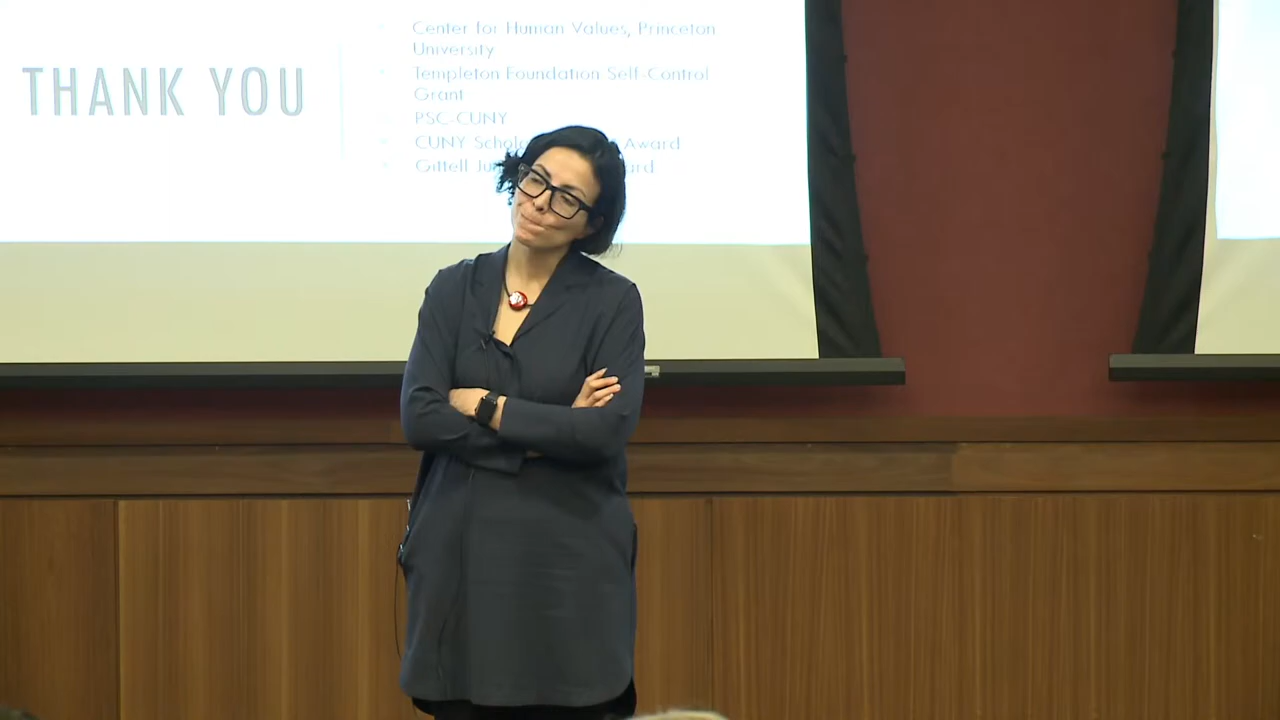 THANK YOU
Center for Human Values, Princeton
University
Templeton Foundation Self-Control
Grant
PSC-CUNY
CUNY Award
Gittell